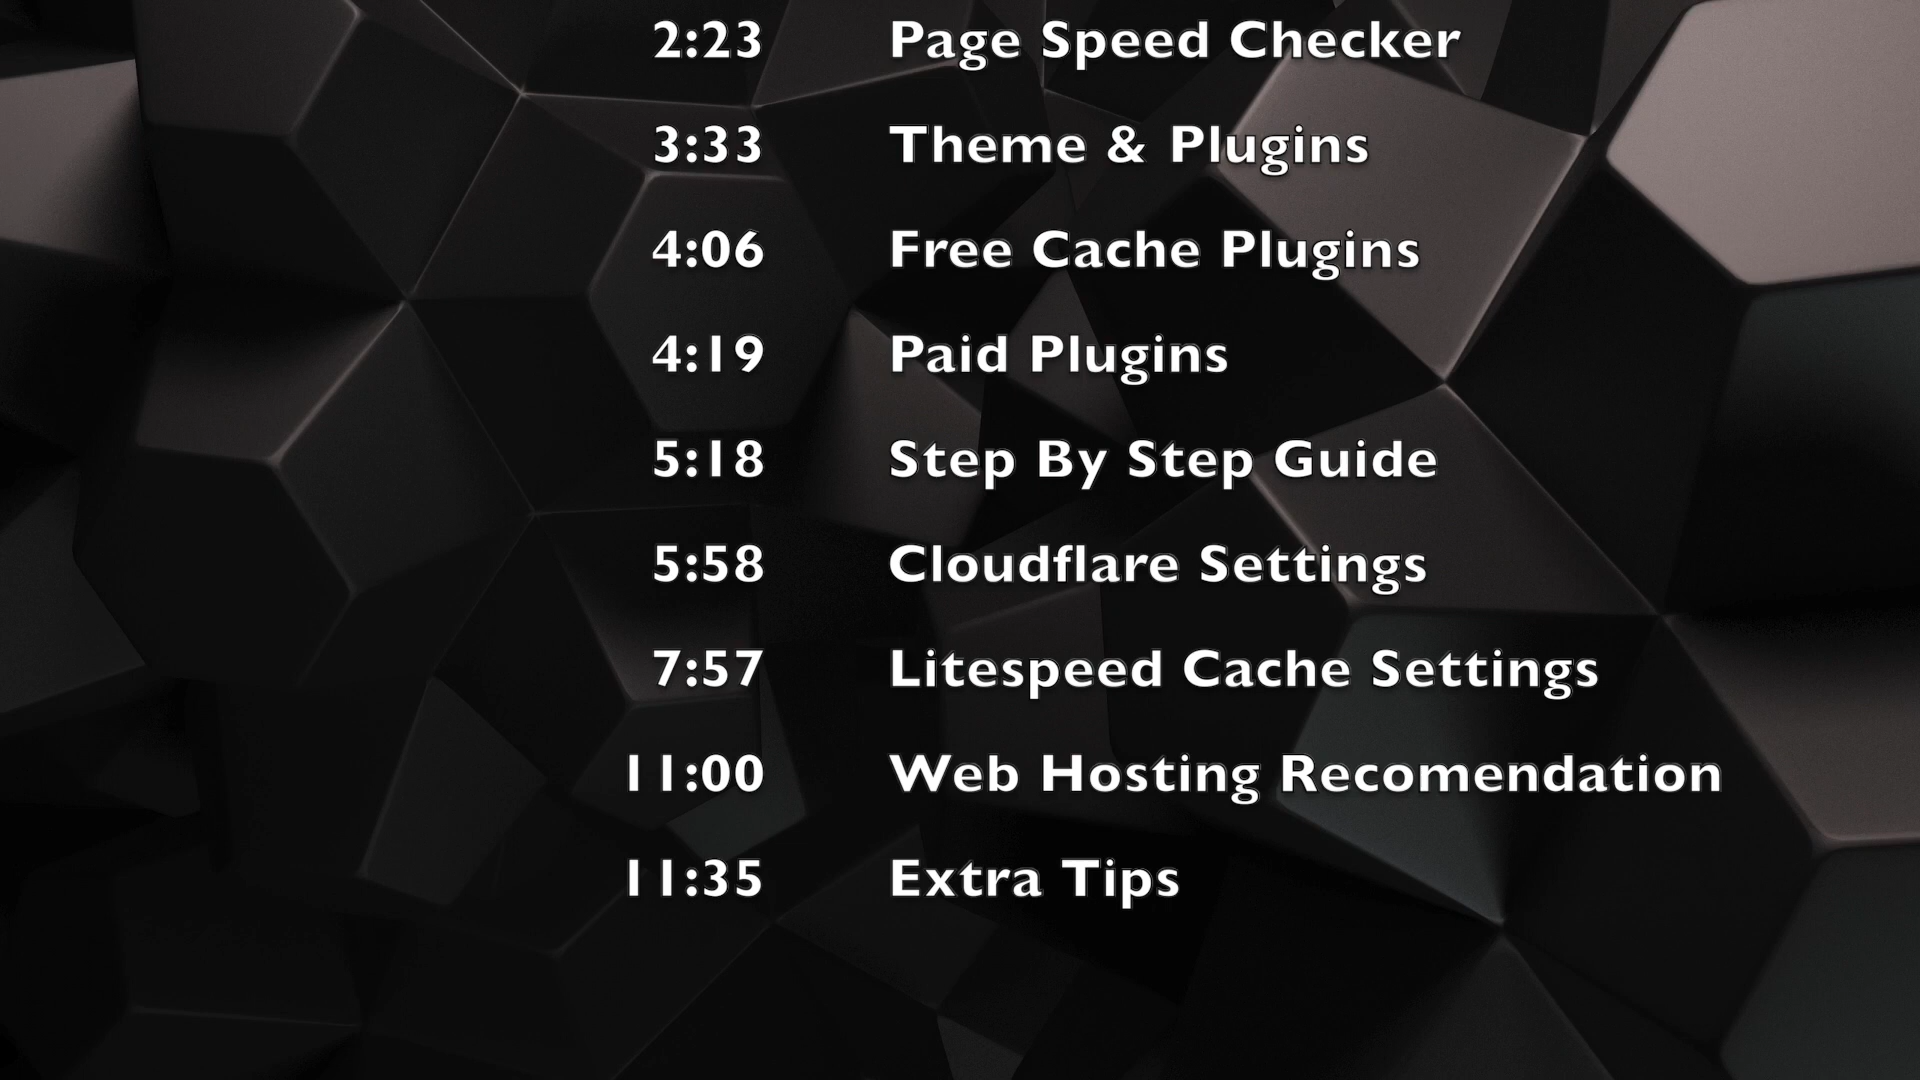 2:23 Page Speed Checker
3:33 Theme & Plugins
4:06 Free Cache Plugins
4:19 Paid Plugins
5:18 Step By Step Guide
5:58 Cloudflare Settings
7:57 Litespeed Cache Settings
11:00 Web Hosting Recomendation
11:35 Extra Tips